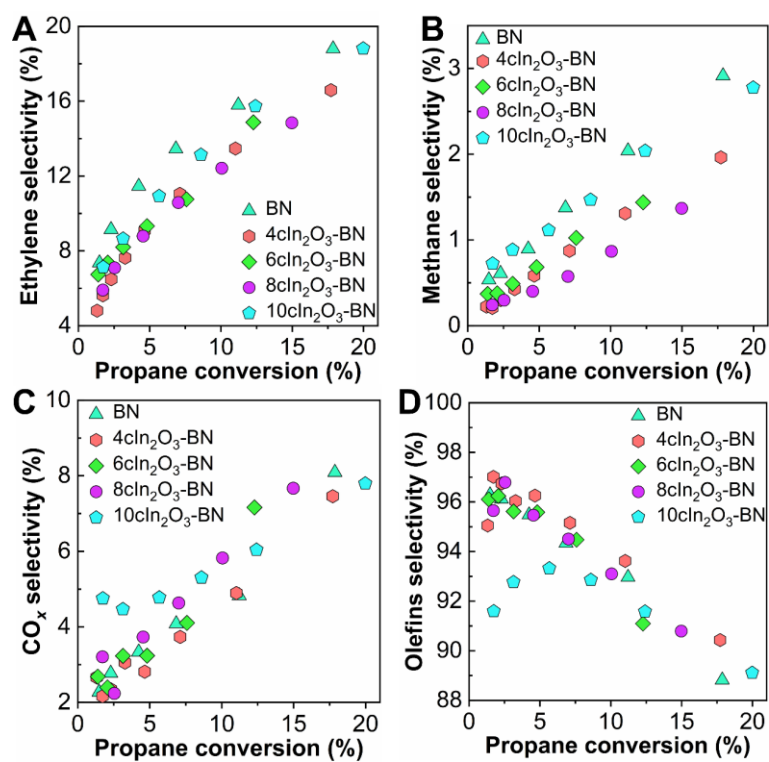 A
Ethylene selectivity (%)
20
16
12
8
4
BN
4cIn₂O₃-BN
6cIn₂O₃-BN
8cIn₂O₃-BN
10cIn₂O₃-BN
0 5 10 15 20
Propane conversion (%)
B
Methane selectivtiy (%)
3
2
1
0
BN
4cIn₂O₃-BN
6cIn₂O₃-BN
8cIn₂O₃-BN
10cIn₂O₃-BN
0 5 10 15 20
Propane conversion (%)
C
COₓ selectivity (%)
10
8
6
4
2
BN
4cIn₂O₃-BN
6cIn₂O₃-BN
8cIn₂O₃-BN
10cIn₂O₃-BN
0 5 10 15 20
Propane conversion (%)
D
Olefins selectivity (%)
100
98
96
94
92
90
88
BN
4cIn₂O₃-BN
6cIn₂O₃-BN
8cIn₂O₃-BN
10cIn₂O₃-BN
0 5 10 15 20
Propane conversion (%)